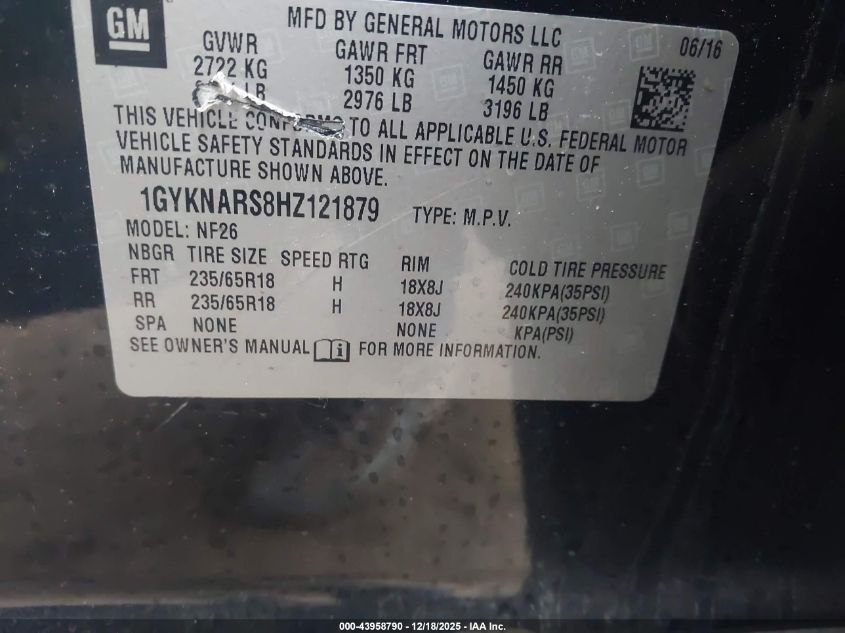 GM
MFD BY GENERAL MOTORS LLC
06/16
GVWR GAWR FRT GAWR RR
2722 KG 1350 KG 1450 KG
LB 2976 LB 3196 LB
THIS VEHICLE CONFORMS TO ALL APPLICABLE U.S. FEDERAL MOTOR
VEHICLE SAFETY STANDARDS IN EFFECT ON THE DATE OF
MANUFACTURE SHOWN ABOVE.
1GYKNARS8HZ121879 TYPE: M.P.V.
MODEL: NF26
NBGR TIRE SIZE SPEED RTG RIM COLD TIRE PRESSURE
FRT 235/65R18 H 18X8J 240KPA(35PSI)
RR 235/65R18 H 18X8J 240KPA(35PSI)
SPA NONE NONE KPA(PSI)
SEE OWNER'S MANUAL FOR MORE INFORMATION.
000-43958790 | 12/18/2025 - IAA Inc.